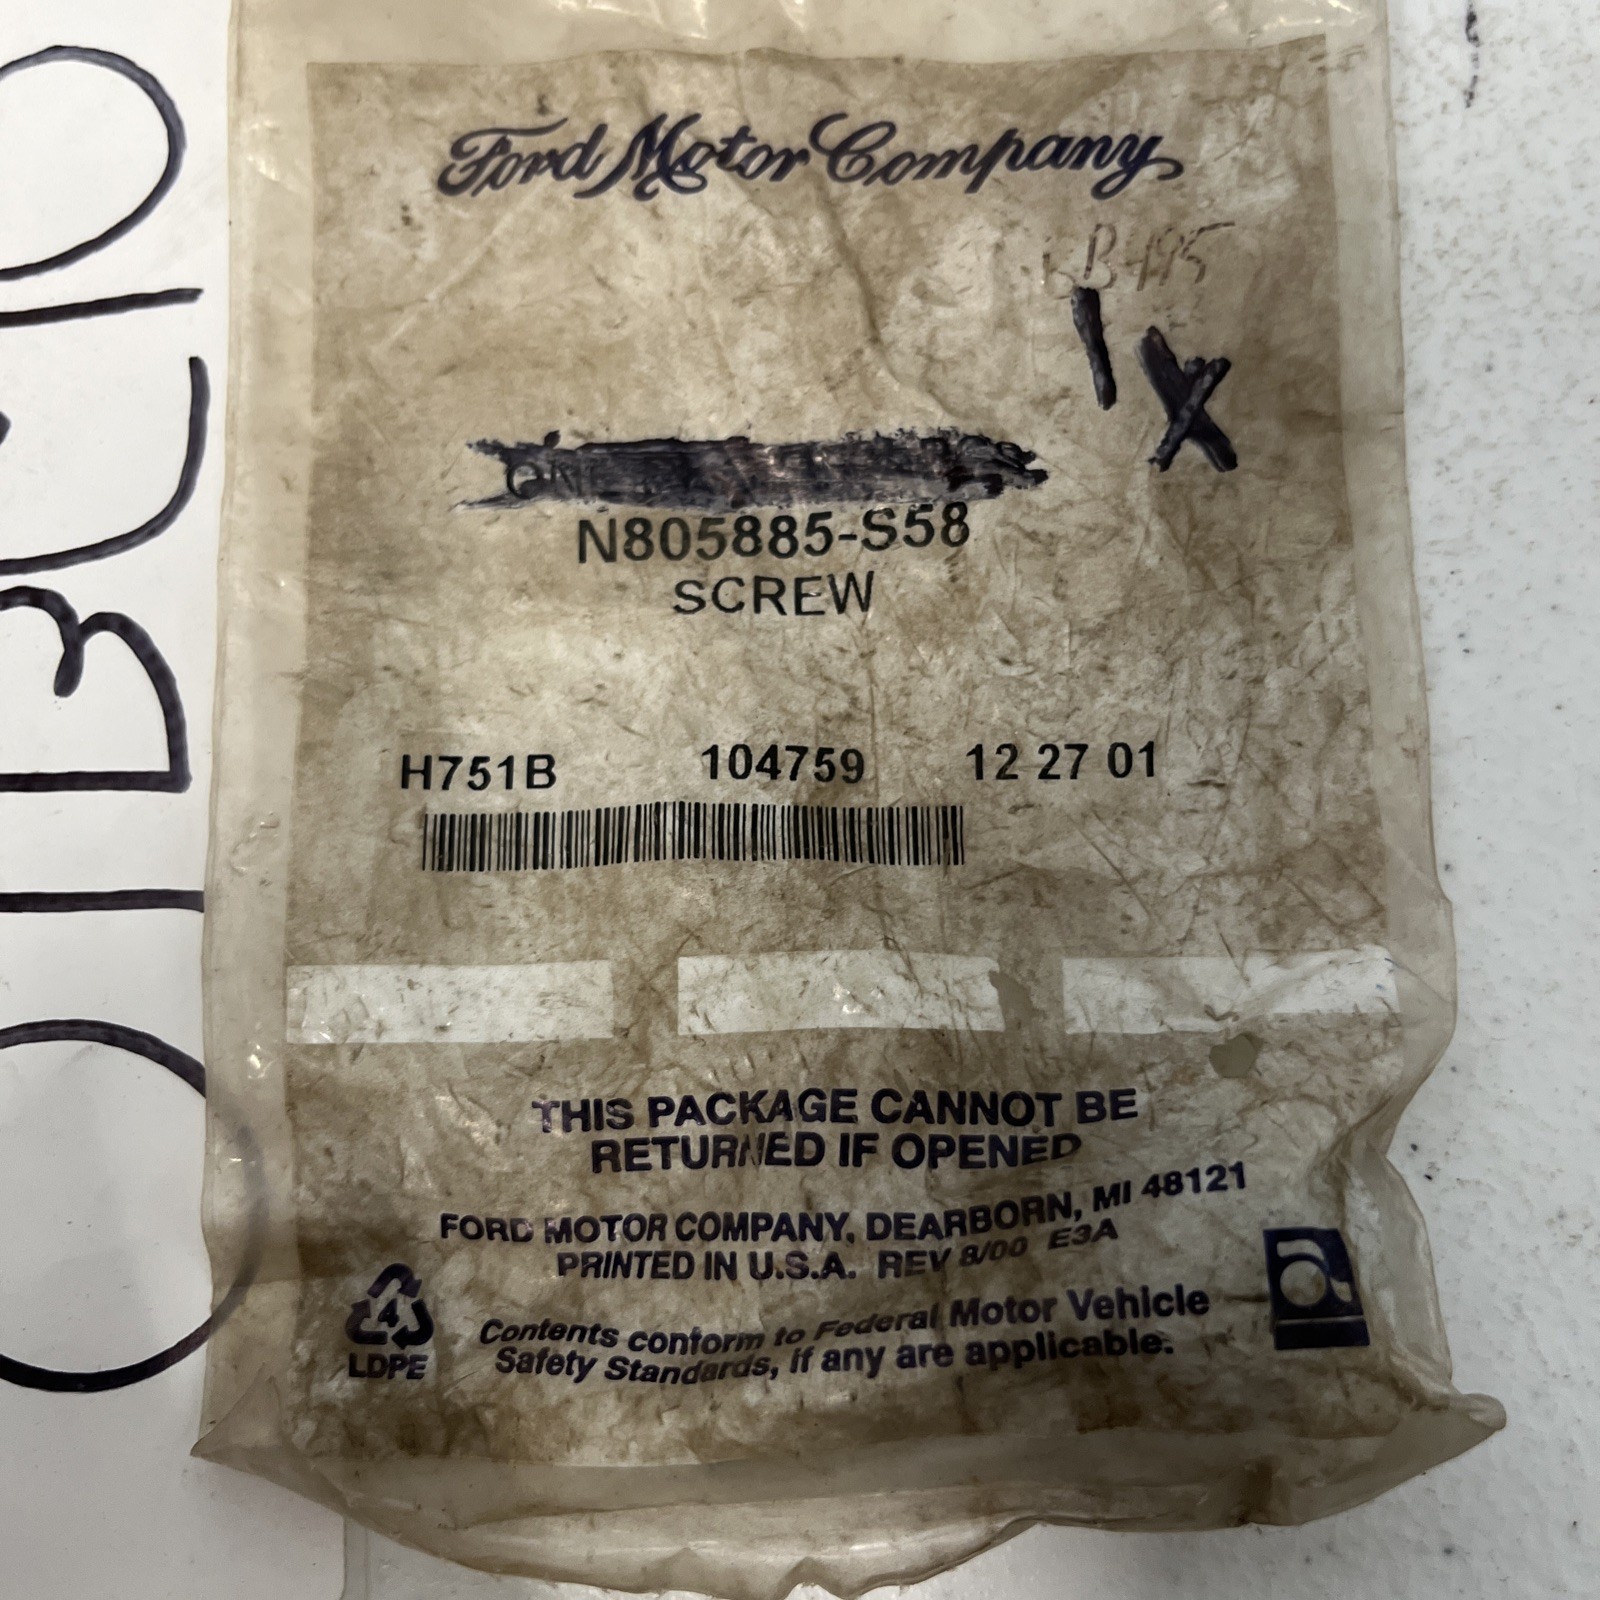 Ford Motor Company
1X
N805885-S58
SCREW
H751B 104759 12 27 01
THIS PACKAGE CANNOT BE
RETURNED IF OPENED
FORD MOTOR COMPANY, DEARBORN, MI 48121
PRINTED IN U.S.A. REV 8/00 E3A
4
LDPE
Contents conform to Federal Motor Vehicle
Safety Standards, if any are applicable.